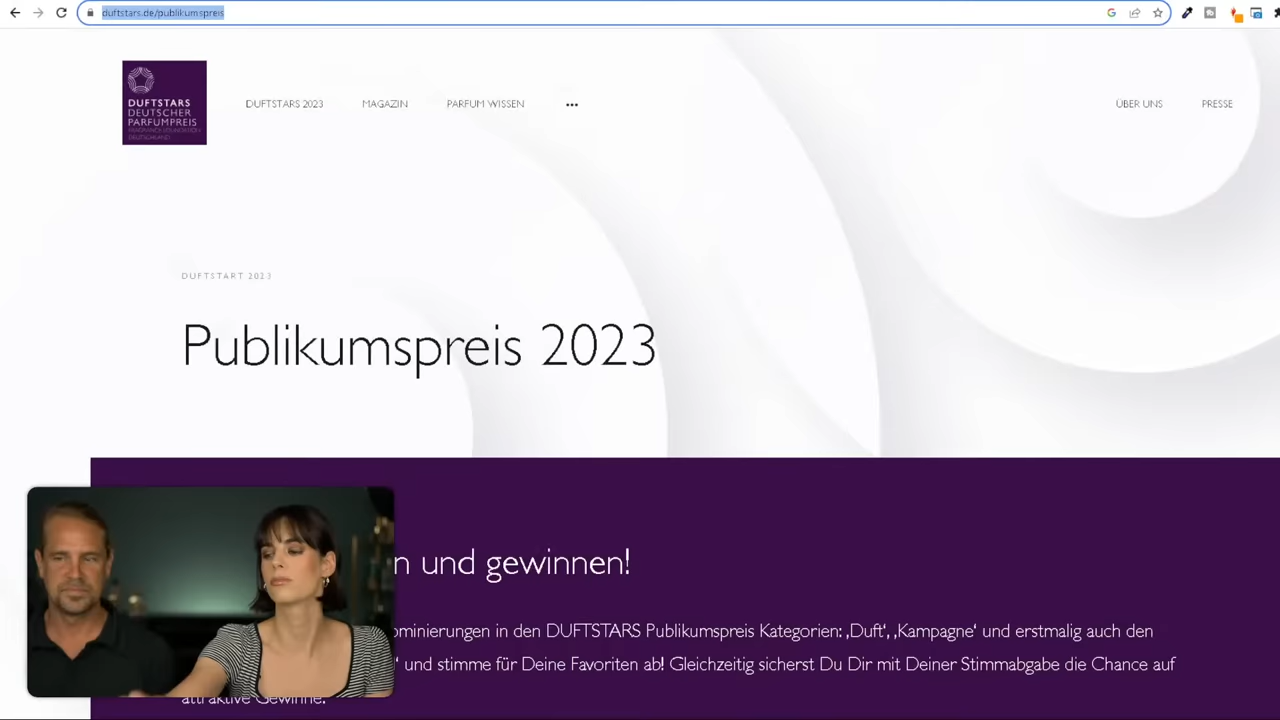 duftstars.de/publikumspreis
DUFTSTARS
DEUTSCHER
PARFUMPREIS
DUFTSTARS 2023
MAGAZIN
PARFUM WISSEN
•••
ÜBER UNS
PRESSE
DUFTSTART 2023
Publikumspreis 2023
n und gewinnen!
ominierungen in den DUFTSTARS Publikumspreis Kategorien: ‚Duft‘, ‚Kampagne‘ und erstmalig auch den
‘ und stimme für Deine Favoriten ab! Gleichzeitig sicherst Du Dir mit Deiner Stimmabgabe die Chance auf
attraktive Gewinne.